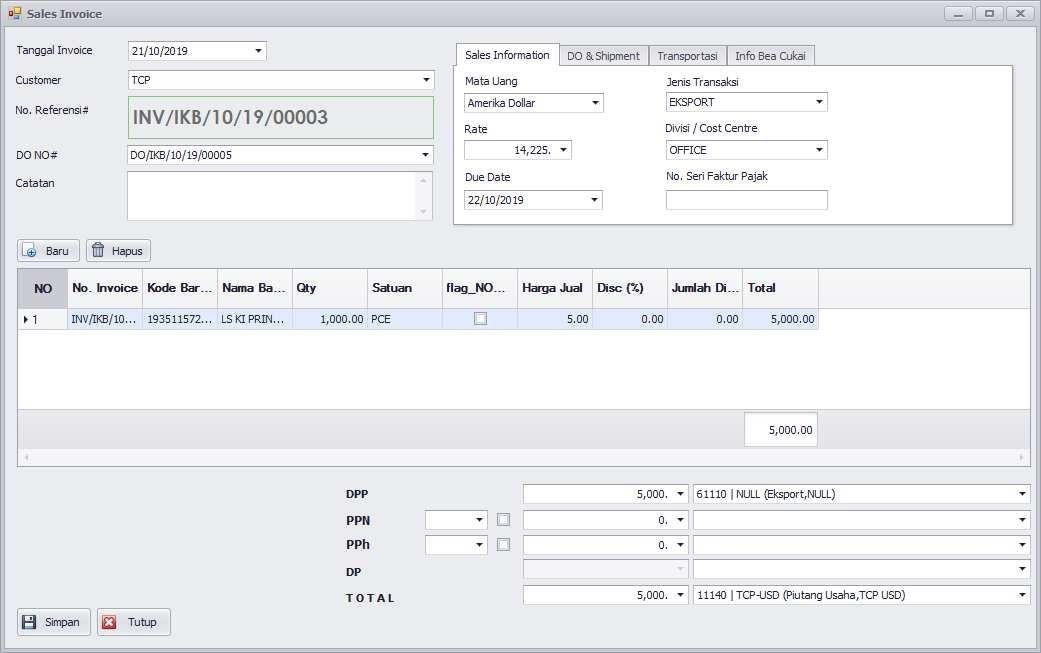 Sales Invoice
Tanggal Invoice 21/10/2019
Customer TCP
No. Referensi# INV/IKB/10/19/00003
DO NO# DO/IKB/10/19/00005
Catatan
Sales Information DO & Shipment Transportasi Info Bea Cukai
Mata Uang Jenis Transaksi
Amerika Dollar EKSPORT
Rate Divisi / Cost Centre
14,225. OFFICE
Due Date No. Seri Faktur Pajak
22/10/2019
Baru Hapus
NO No. Invoice Kode Bar... Nama Ba... Qty Satuan flag_NO... Harga Jual Disc (%) Jumlah Di... Total
1 INV/IKB/10... 193511572... LS KI PRIN... 1,000.00 PCE 5.00 0.00 0.00 5,000.00
5,000.00
DPP 5,000. 61110 | NULL (Eksport,NULL)
PPN 0.
PPh 0.
DP
TOTAL 5,000. 11140 | TCP-USD (Piutang Usaha,TCP USD)
Simpan Tutup